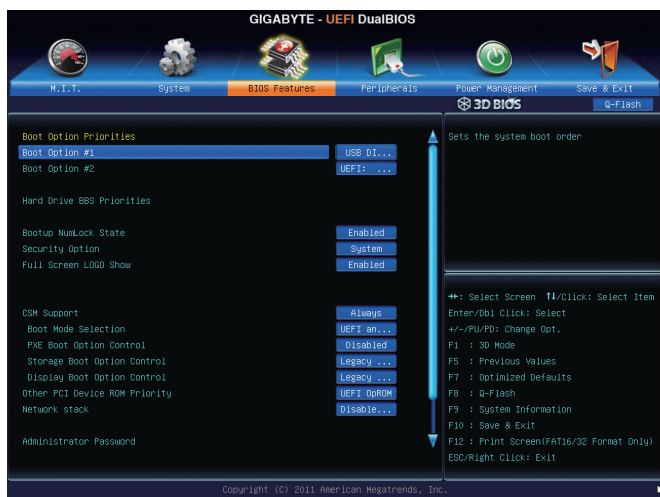 GIGABYTE - UEFI DualBIOS
M.I.T.
System
BIOS Features
Peripherals
Power Management
Save & Exit
3D BIOS
Q-Flash
Boot Option Priorities
Boot Option #1 USB DI...
Boot Option #2 UEFI: ...
Hard Drive BBS Priorities
Bootup NumLock State Enabled
Security Option System
Full Screen LOGO Show Enabled
CSM Support Always
Boot Mode Selection UEFI an...
PXE Boot Option Control Disabled
Storage Boot Option Control Legacy ...
Display Boot Option Control Legacy ...
Other PCI Device ROM Priority UEFI OpROM
Network stack Disable...
Administrator Password
Sets the system boot order
→←: Select Screen ↑↓/Click: Select Item
Enter/Dbl Click: Select
+/-/PU/PD: Change Opt.
F1 : 3D Mode
F5 : Previous Values
F7 : Optimized Defaults
F8 : Q-Flash
F9 : System Information
F10 : Save & Exit
F12 : Print Screen(FAT16/32 Format Only)
ESC/Right Click: Exit
Copyright (C) 2011 American Megatrends, Inc.